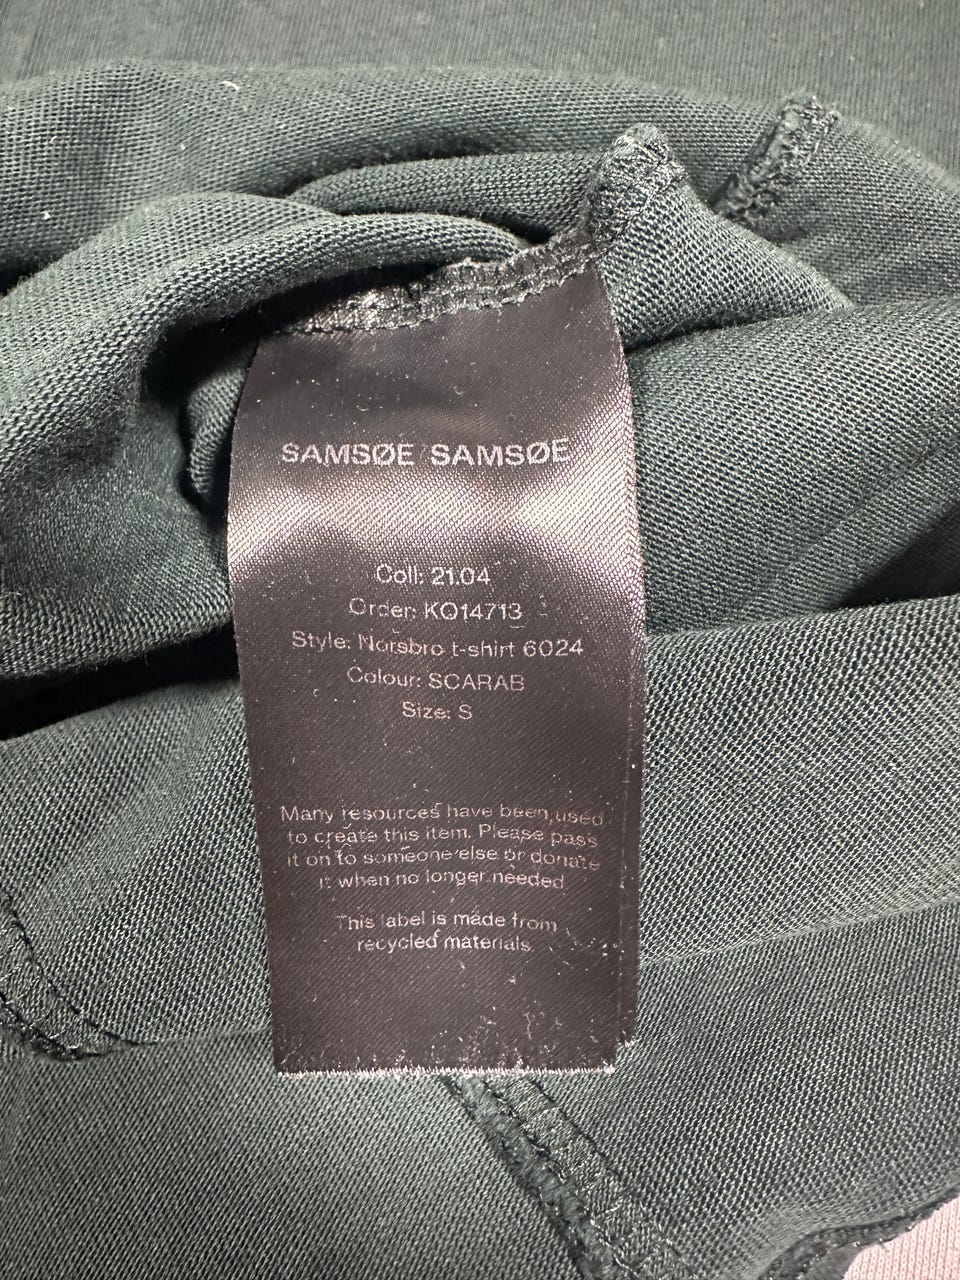 SAMSØE SAMSØE
Coll: 21.04
Order: KO14713
Style: Norsbro t-shirt 6024
Colour: SCARAB
Size: S
Many resources have been used
to create this item. Please pass
it on to someone else or donate
it when no longer needed
This label is made from
recycled materials